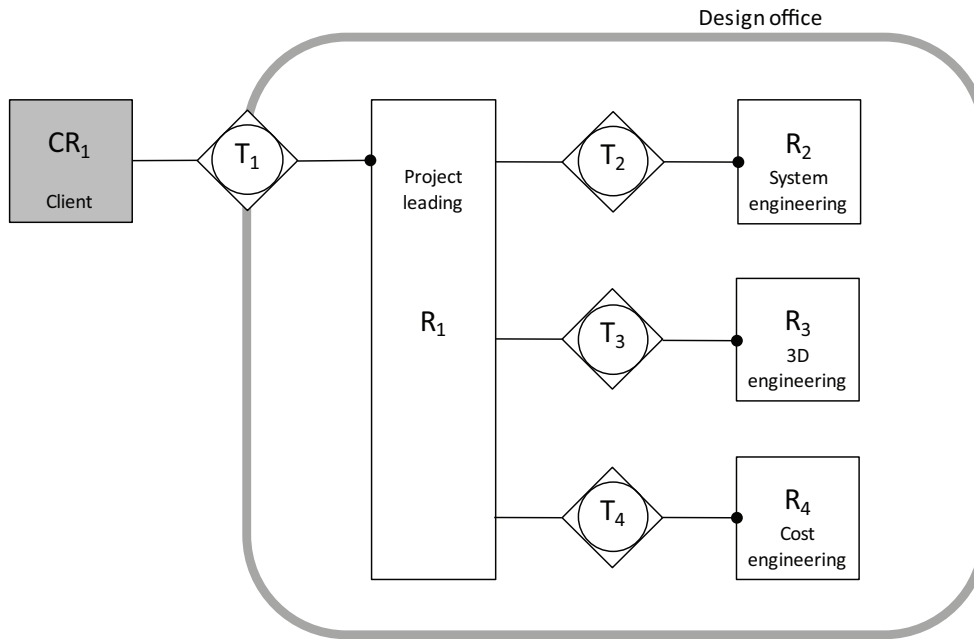 Design office
CR₁
Client
T₁
Project
leading
R₁
T₂
R₂
System
engineering
T₃
R₃
3D
engineering
T₄
R₄
Cost
engineering